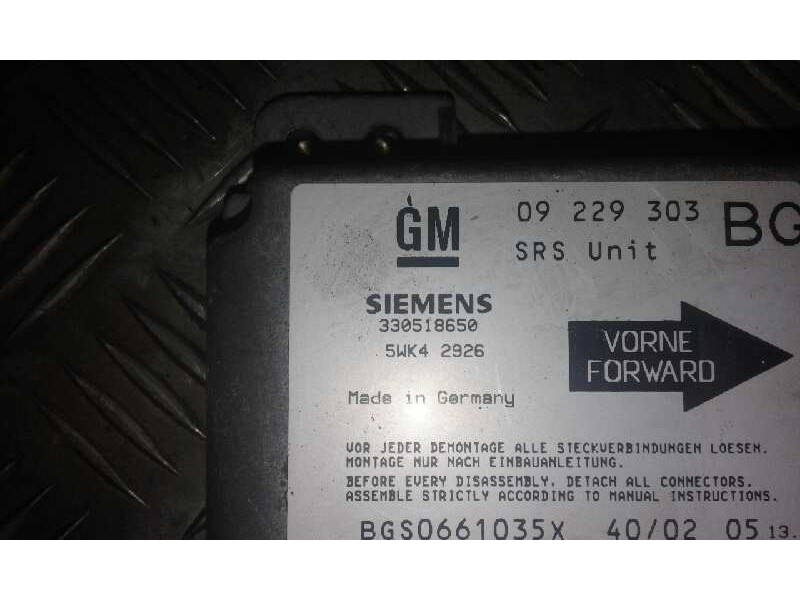 GM
09 229 303 BG
SRS Unit
SIEMENS
330518650
5WK4 2926
VORNE
FORWARD
Made in Germany
VOR JEDER DEMONTAGE ALLE STECKVERBINDUNGEN LOESEN.
MONTAGE NUR NACH EINBAUANLEITUNG.
BEFORE EVERY DISASSEMBLY, DETACH ALL CONNECTORS.
ASSEMBLE STRICTLY ACCORDING TO MANUAL INSTRUCTIONS.
BGS0661035X 40/02 05 13.